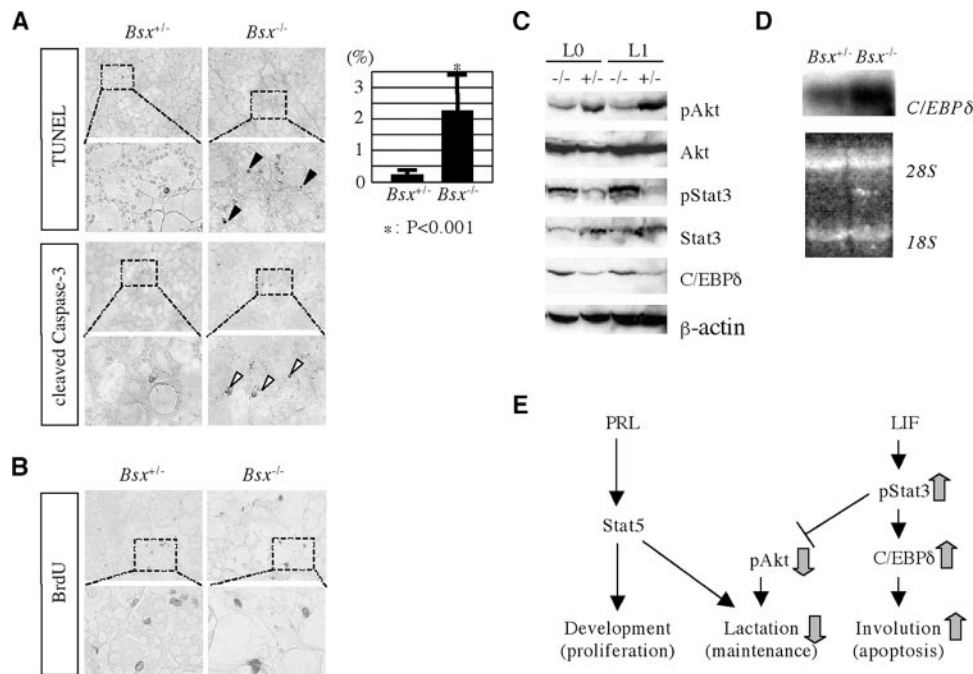 A
Bsx+/-
Bsx-/-
TUNEL
cleaved Caspase-3
(%)
3
2
1
0
*
Bsx+/-
Bsx-/-
*: P<0.001
B
Bsx+/-
Bsx-/-
BrdU
C
L0
L1
-/- +/- -/- +/-
pAkt
Akt
pStat3
Stat3
C/EBPδ
β-actin
D
Bsx+/- Bsx-/-
C/EBPδ
28S
18S
E
PRL
LIF
pStat3
Stat5
pAkt
C/EBPδ
Development
(proliferation)
Lactation
(maintenance)
Involution
(apoptosis)